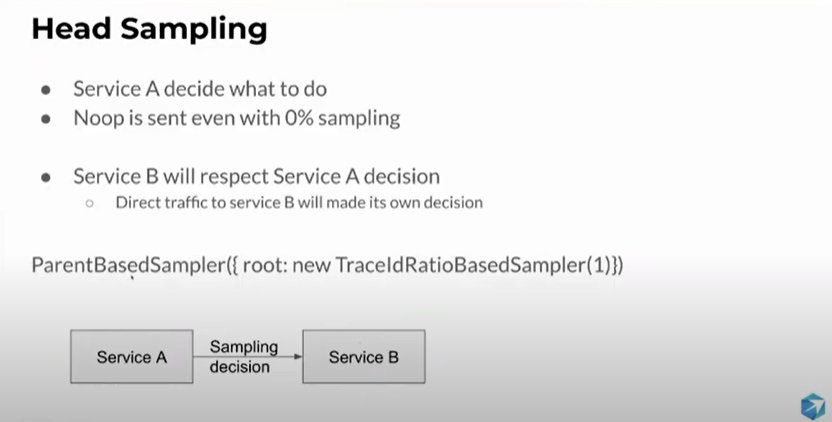 Head Sampling
Service A decide what to do
Noop is sent even with 0% sampling
Service B will respect Service A decision
Direct traffic to service B will made its own decision
ParentBasedSampler({ root: new TraceIdRatioBasedSampler(1)})
Service A
Sampling
decision
Service B